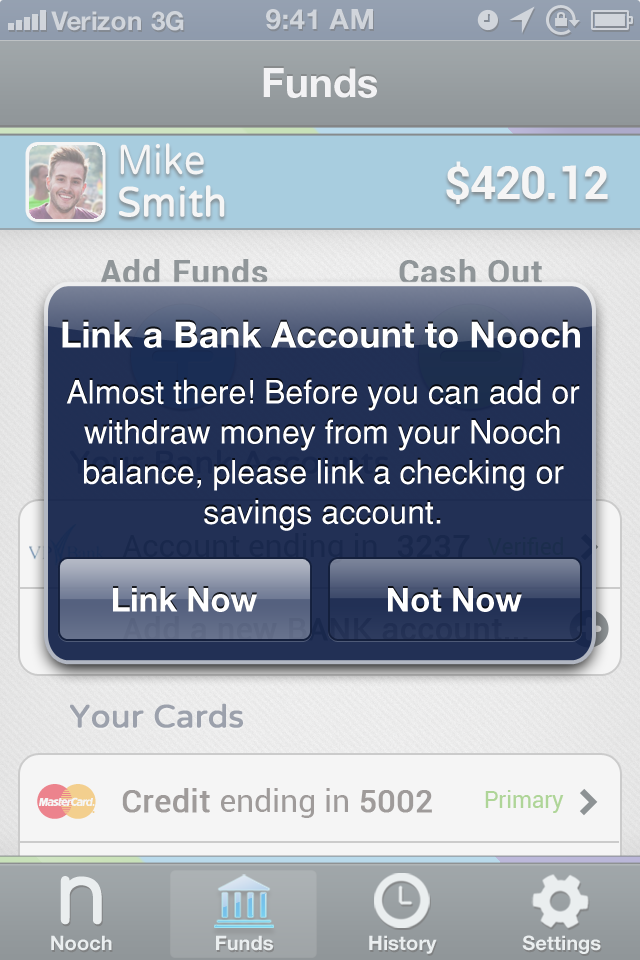 Verizon 3G 9:41 AM
Funds
Mike
Smith
$420.12
Add Funds Cash Out
Link a Bank Account to Nooch
Almost there! Before you can add or
withdraw money from your Nooch
balance, please link a checking or
savings account.
Your Bank Accounts
Account ending in 3237 Verified
Link Now Not Now
Add a new BANK account...
Your Cards
MasterCard Credit ending in 5002 Primary
Nooch Funds History Settings